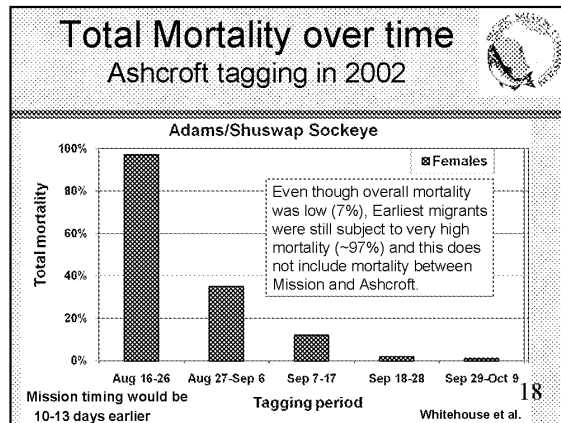 Total Mortality over time
Ashcroft tagging in 2002
Adams/Shuswap Sockeye
100%
80%
60%
40%
20%
0%
Total mortality
Females
Even though overall mortality
was low (7%), Earliest migrants
were still subject to very high
mortality (~97%) and this does
not include mortality between
Mission and Ashcroft.
Aug 16-26 Aug 27-Sep 6 Sep 7-17 Sep 18-28 Sep 29-Oct 9
18
Mission timing would be
10-13 days earlier
Tagging period
Whitehouse et al.